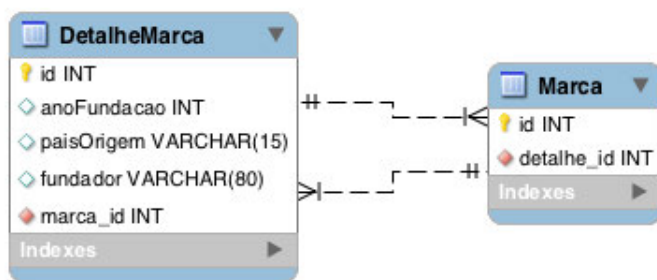 DetalheMarca
id INT
anoFundacao INT
paisOrigem VARCHAR(15)
fundador VARCHAR(80)
marca_id INT
Indexes
Marca
id INT
detalhe_id INT
Indexes